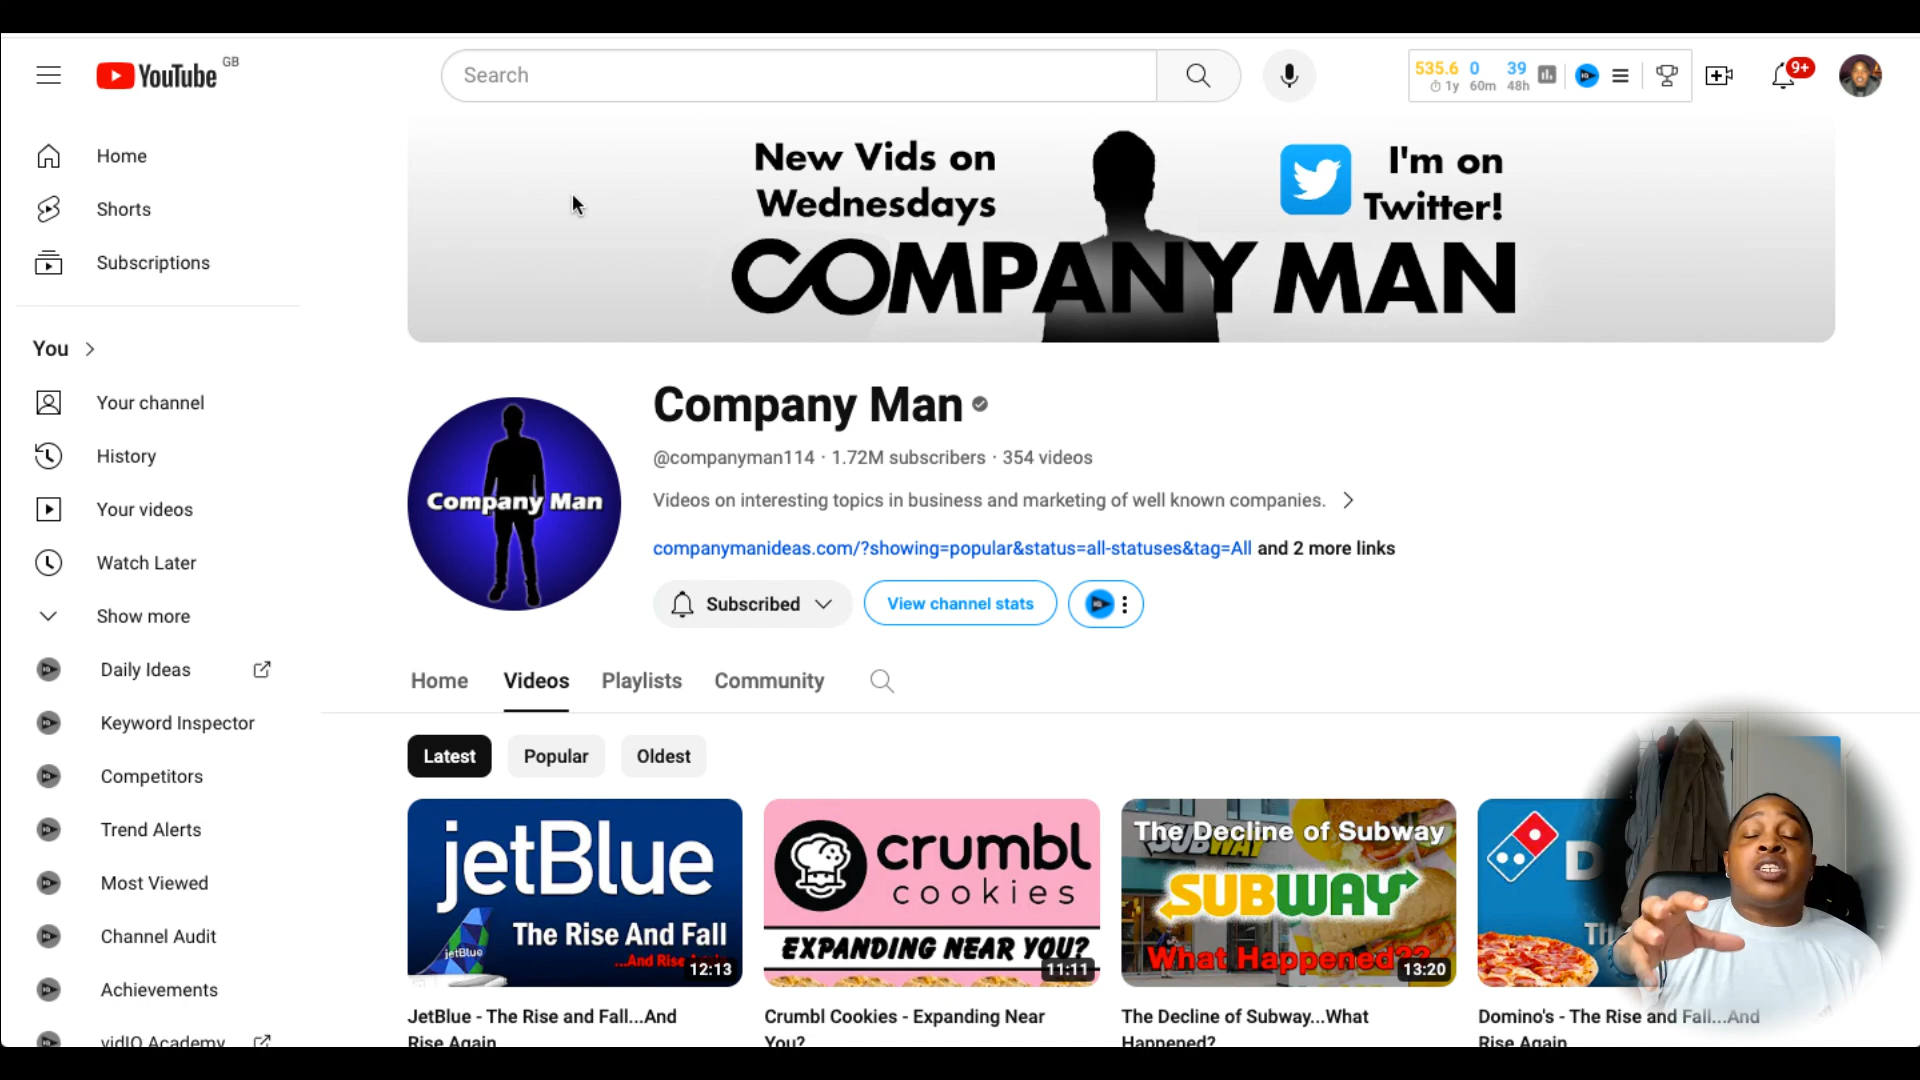 YouTube GB
Search
535.6 0 39
1y 60m 48h
9+
Home
Shorts
Subscriptions
You
Your channel
History
Your videos
Watch Later
Show more
Daily Ideas
Keyword Inspector
Competitors
Trend Alerts
Most Viewed
Channel Audit
Achievements
vidIQ Academy
New Vids on
Wednesdays
I'm on
Twitter!
COMPANY MAN
Company Man
Company Man
@companyman114 · 1.72M subscribers · 354 videos
Videos on interesting topics in business and marketing of well known companies.
companymanideas.com/?showing=popular&status=all-statuses&tag=All and 2 more links
Subscribed
View channel stats
Home Videos Playlists Community
Latest Popular Oldest
jetBlue
The Rise And Fall
...And Rise
jetBlue
12:13
JetBlue - The Rise and Fall...And
Rise Again
crumbl
cookies
EXPANDING NEAR YOU?
11:11
Crumbl Cookies - Expanding Near
You?
The Decline of Subway
SUBWAY
SUBWAY
What Happened??
13:20
The Decline of Subway...What
Happened?
D
Domino's - The Rise and Fall...And
Rise Again